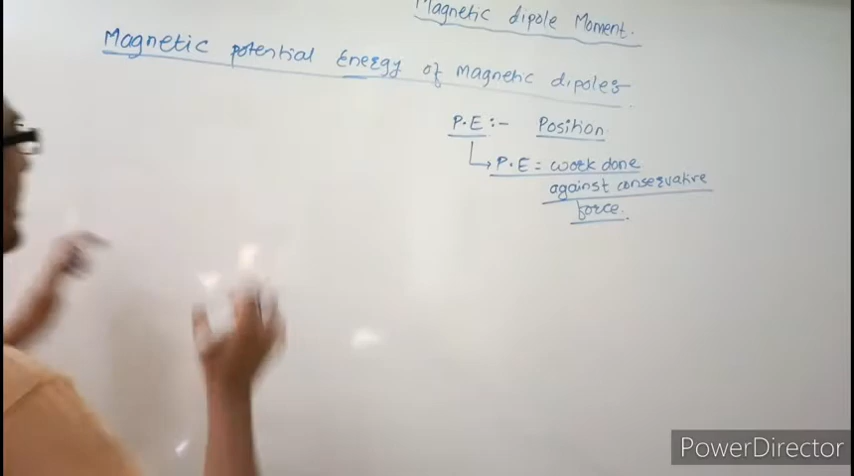 Magnetic dipole Moment.
Magnetic potential Energy of magnetic dipoles
P.E :- Position
P.E = work done
against conservative
force.
PowerDirector